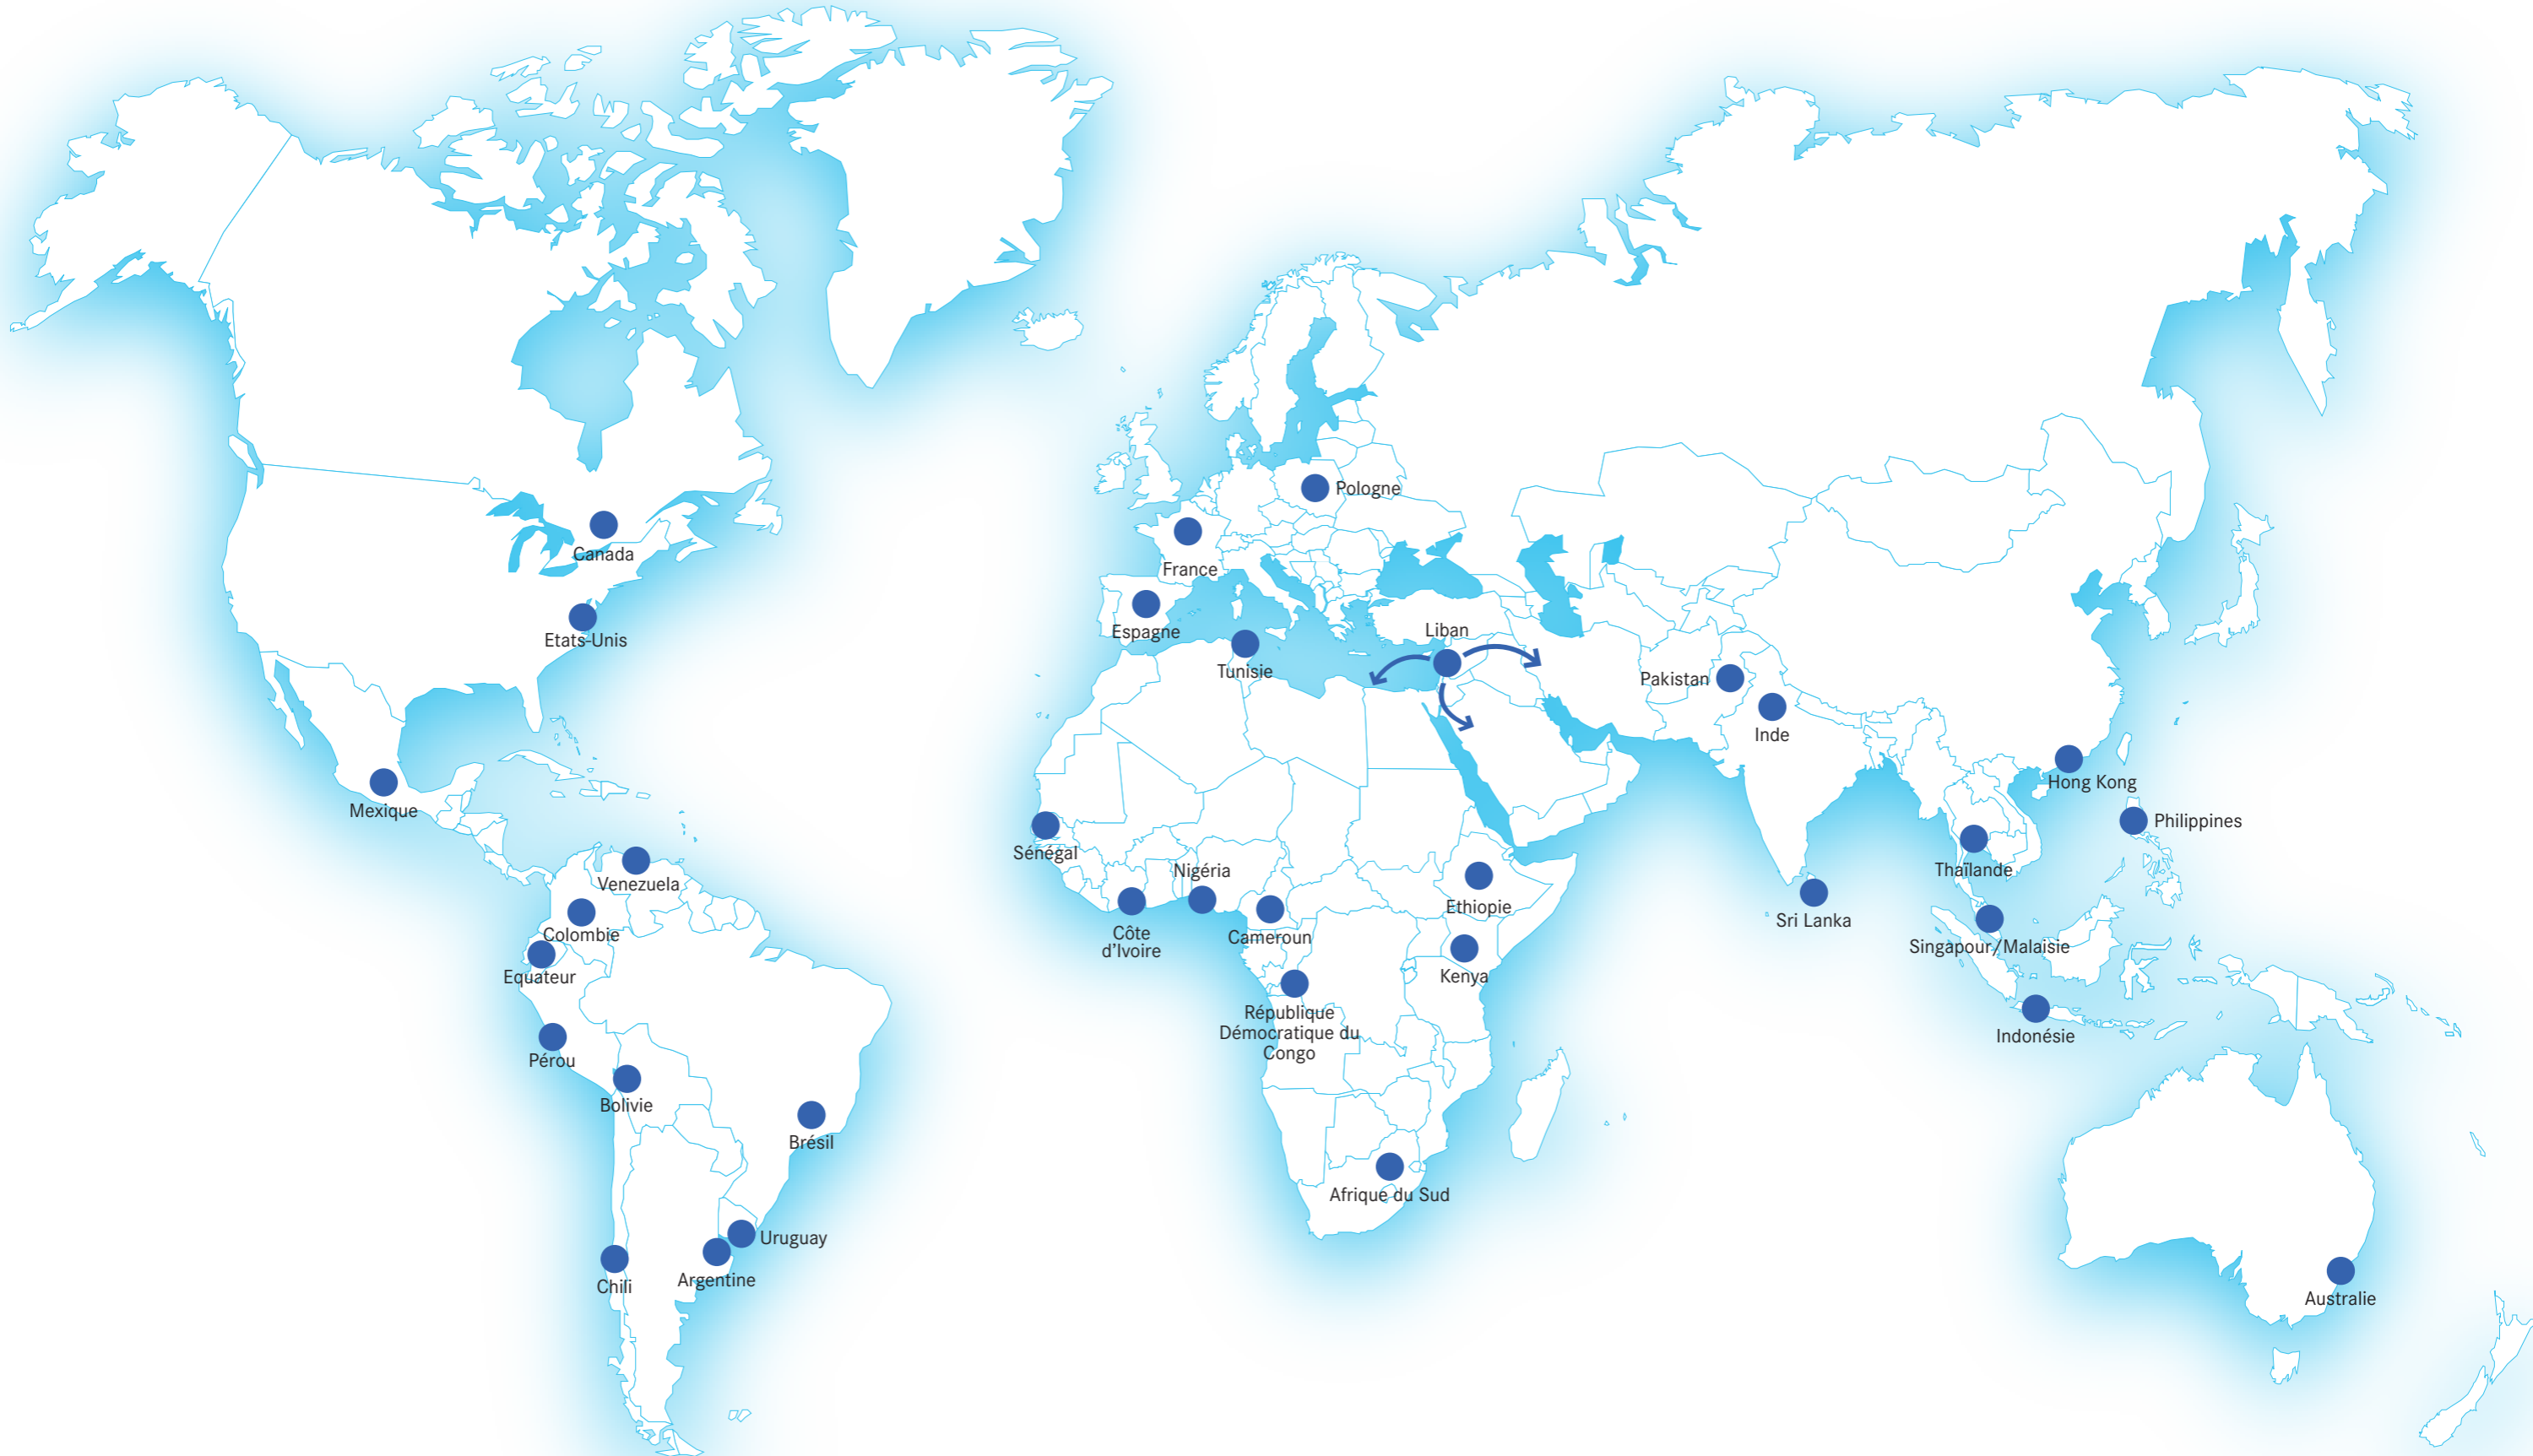 Canada
Etats-Unis
Mexique
Venezuela
Colombie
Equateur
Pérou
Bolivie
Brésil
Uruguay
Argentine
Chili
Pologne
France
Espagne
Tunisie
Liban
Sénégal
Côte
d'Ivoire
Nigéria
Cameroun
République
Démocratique du
Congo
Ethiopie
Kenya
Afrique du Sud
Pakistan
Inde
Sri Lanka
Hong Kong
Philippines
Thaïlande
Singapour/Malaisie
Indonésie
Australie